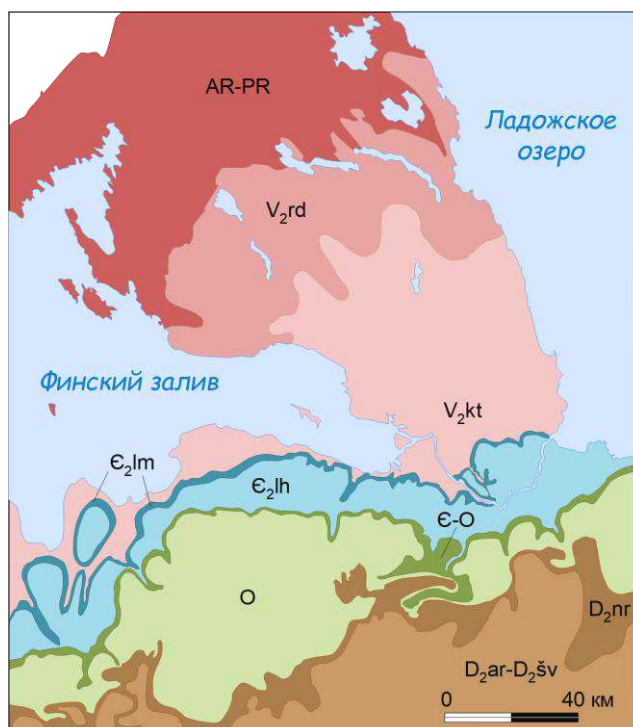 AR-PR
Ладожское
озеро
V₂rd
Финский залив
V₂kt
Є₂lm
Є₂lh
Є-O
O
D₂nr
D₂ar-D₂šv
0 40 км